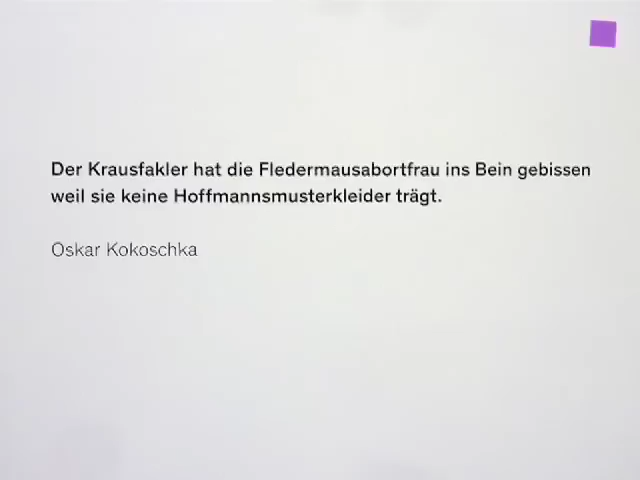 Der Krausfakler hat die Fledermausabortfrau ins Bein gebissen
weil sie keine Hoffmannsmusterkleider trägt.
Oskar Kokoschka